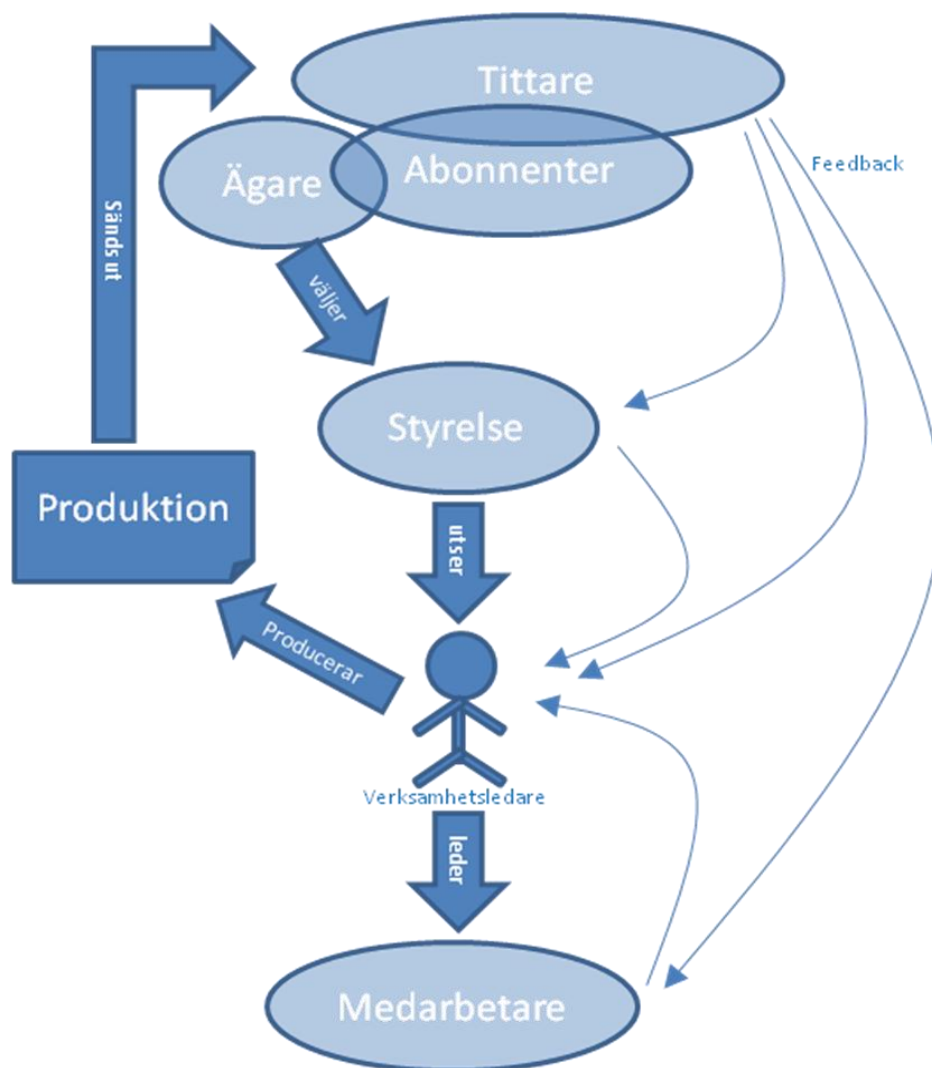 Tittare
Feedback
Abonnenter
Ägare
Sänds ut
väljer
Styrelse
Produktion
utser
Producerar
Verksamhetsledare
leder
Medarbetare